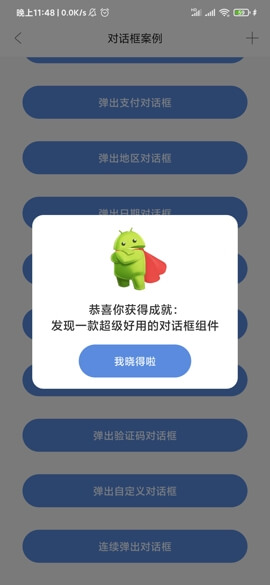 晚上11:48 | 0.0K/s
59
对话框案例
弹出支付对话框
弹出地区对话框
弹出日期对话框
恭喜你获得成就：
发现一款超级好用的对话框组件
我晓得啦
弹出验证码对话框
弹出自定义对话框
连续弹出对话框